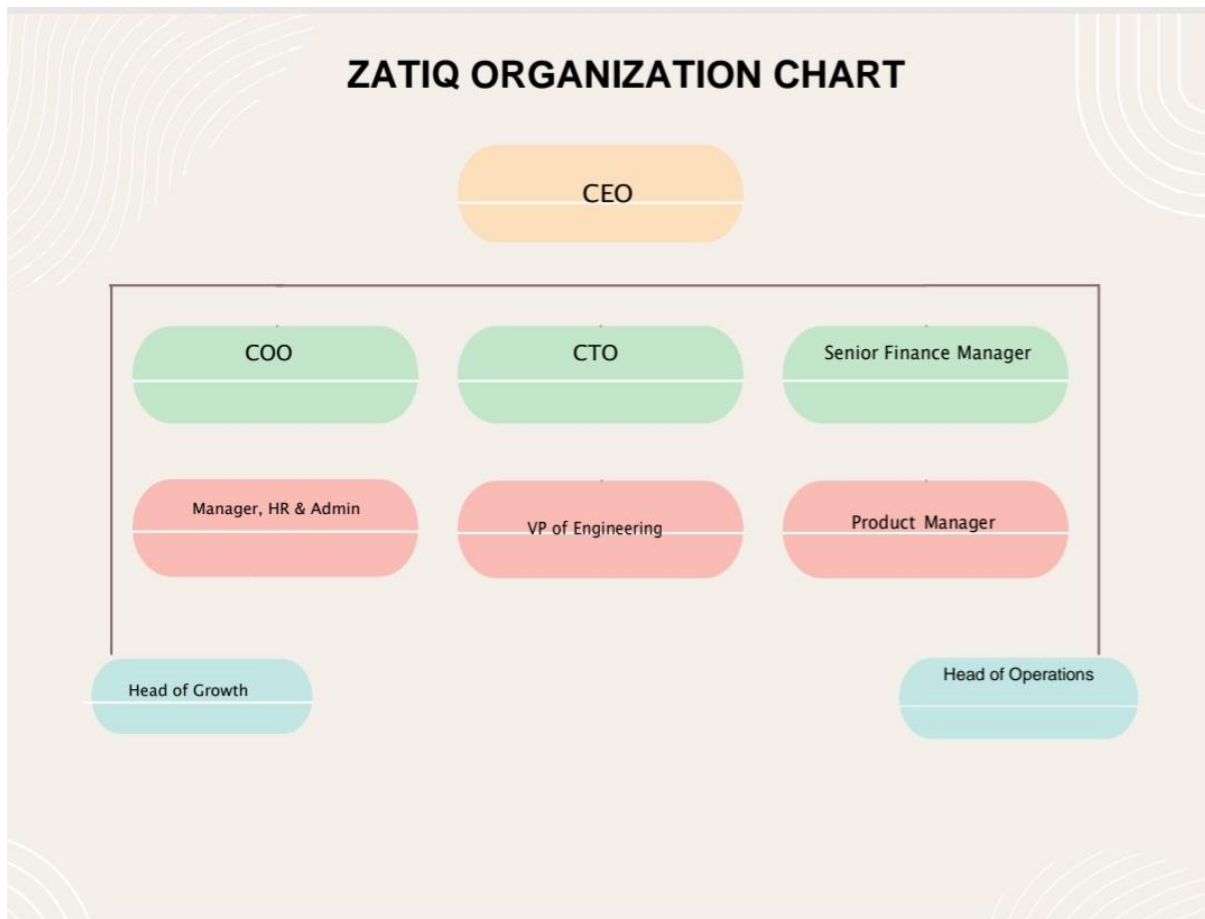 ZATIQ ORGANIZATION CHART
CEO
COO
CTO
Senior Finance Manager
Manager, HR & Admin
VP of Engineering
Product Manager
Head of Growth
Head of Operations